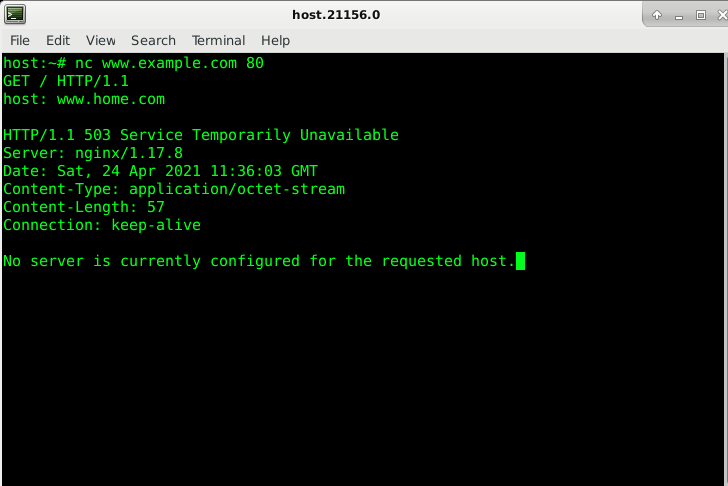 host.21156.0
File Edit View Search Terminal Help
host:~# nc www.example.com 80
GET / HTTP/1.1
host: www.home.com
HTTP/1.1 503 Service Temporarily Unavailable
Server: nginx/1.17.8
Date: Sat, 24 Apr 2021 11:36:03 GMT
Content-Type: application/octet-stream
Content-Length: 57
Connection: keep-alive
No server is currently configured for the requested host.